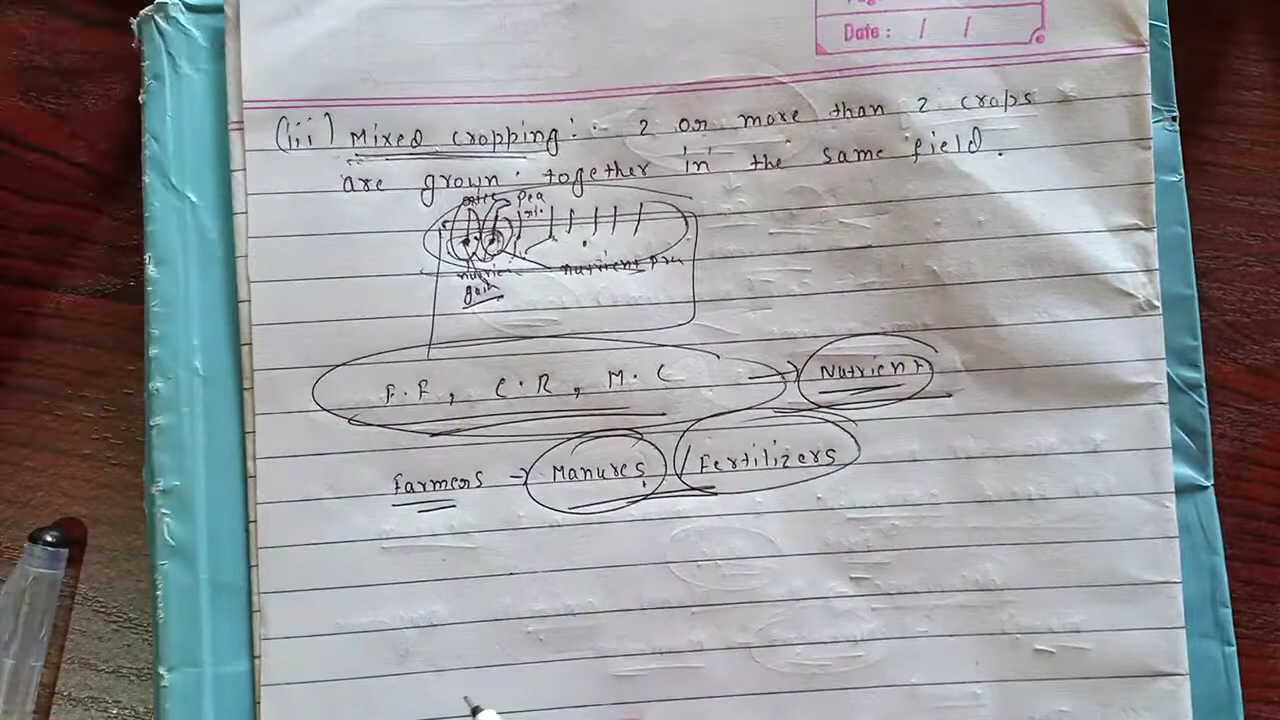 Date : / /
(iii) Mixed cropping :- 2 or more than 2 crops
are grown together in the same field.
pea
nutrient
gain
F.F, C.R, M.C → Nutrient
Farmers → Manures / Fertilizers